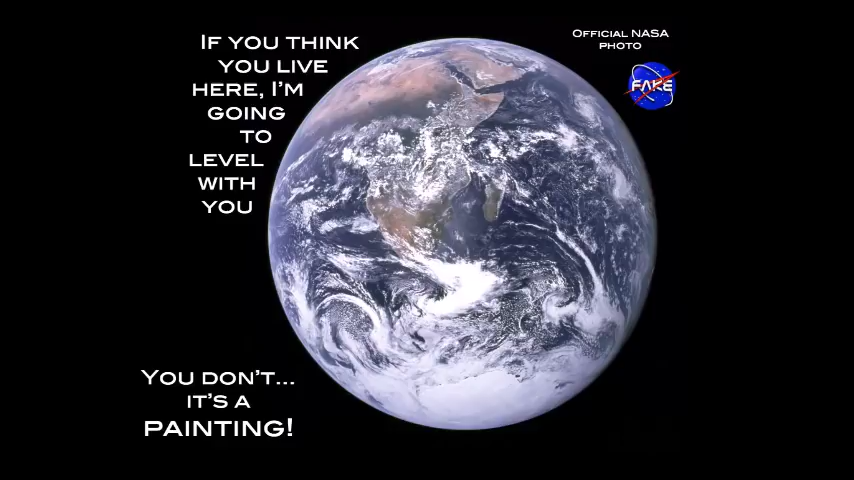 If you think
you live
here, I'm
going
to
level
with
you
Official NASA
photo
FAKE
You don't...
it's a
painting!